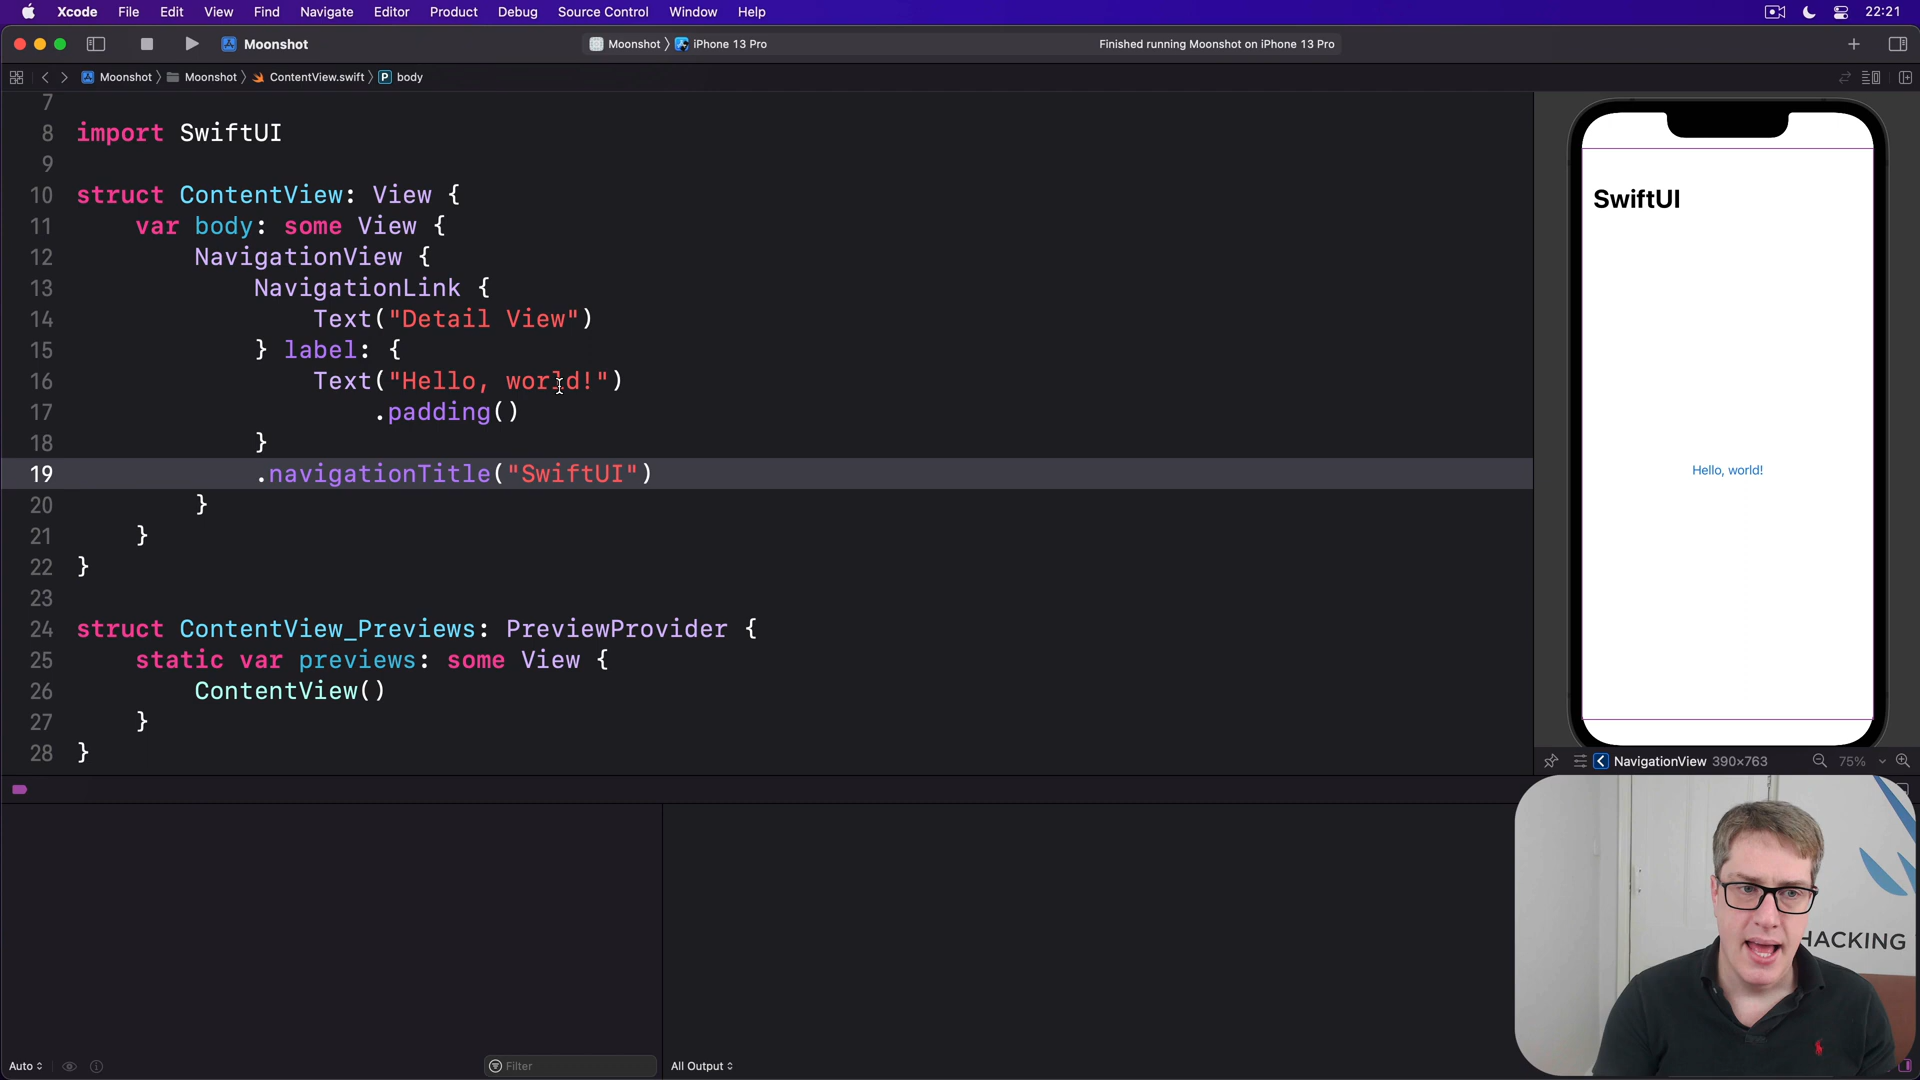 Xcode File Edit View Find Navigate Editor Product Debug Source Control Window Help 22:21
Moonshot Moonshot iPhone 13 Pro Finished running Moonshot on iPhone 13 Pro
Moonshot Moonshot ContentView.swift P body
7
8 import SwiftUI
9
10 struct ContentView: View {
11 var body: some View {
12 NavigationView {
13 NavigationLink {
14 Text("Detail View")
15 } label: {
16 Text("Hello, world!")
17 .padding()
18 }
19 .navigationTitle("SwiftUI")
20 }
21 }
22 }
23
24 struct ContentView_Previews: PreviewProvider {
25 static var previews: some View {
26 ContentView()
27 }
28 }
SwiftUI
Hello, world!
NavigationView 390×763 75%
HACKING
Auto Filter All Output